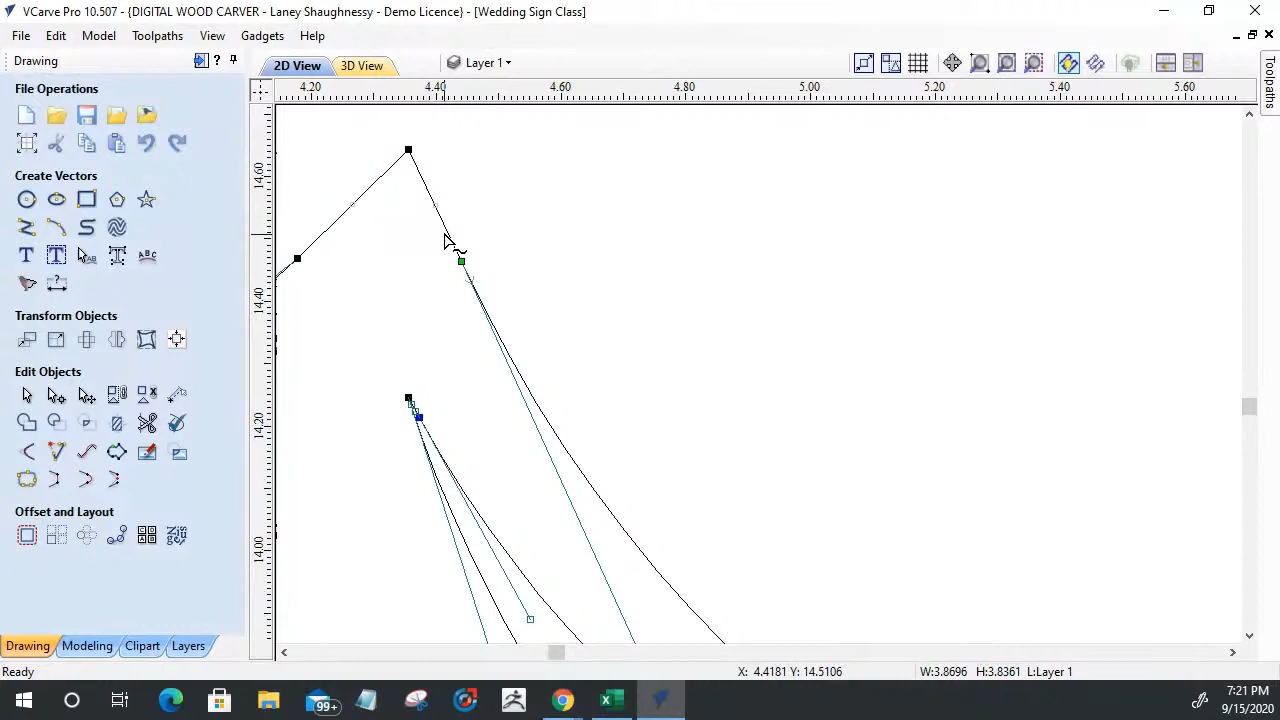 VCarve Pro 10.507 - {DIGITAL WOOD CARVER - Laney Shaughnessy - Demo Licence} - [Wedding Sign Class]
File Edit Model Toolpaths View Gadgets Help
Drawing
2D View 3D View Layer 1
File Operations
4.20 4.40 4.60 4.80 5.00 5.20 5.40 5.60
Create Vectors
14.60
14.40
14.20
14.00
Transform Objects
Edit Objects
Offset and Layout
Toolpaths
Drawing Modeling Clipart Layers
Ready
X: 4.4181 Y: 14.5106
W:3.8696 H:3.8361 L:Layer 1
99+
7:21 PM
9/15/2020